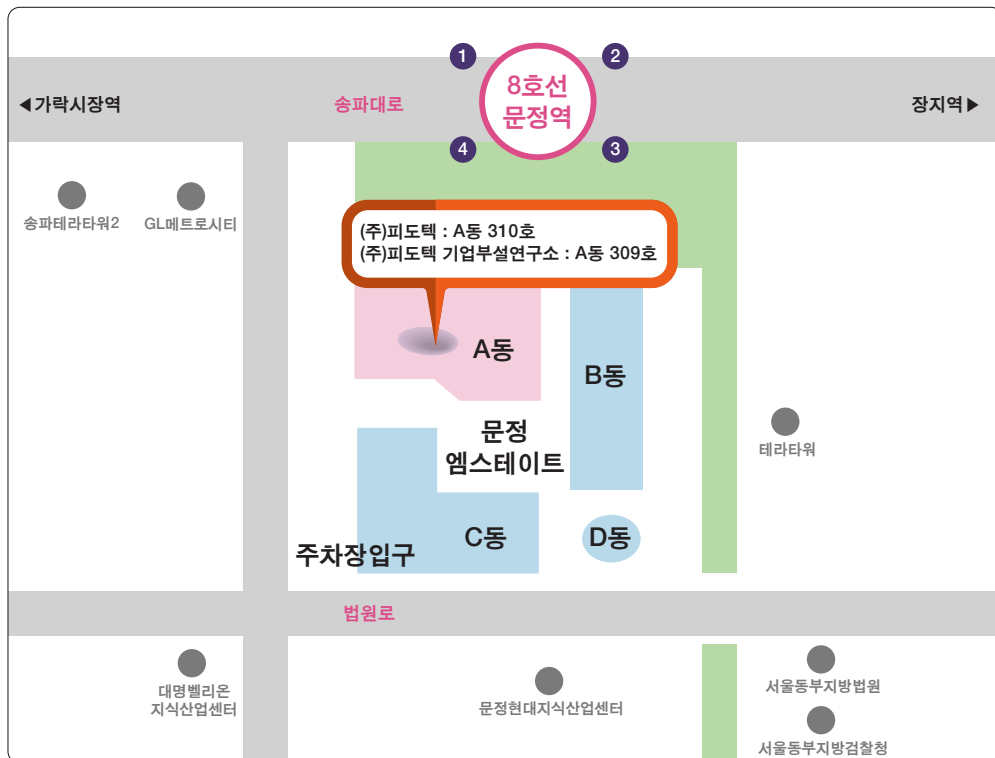 1
2
8호선
문정역
◀가락시장역
송파대로
장지역▶
4
3
송파테라타워2
GL메트로시티
(주)피도텍 : A동 310호
(주)피도텍 기업부설연구소 : A동 309호
A동
B동
문정
엠스테이트
테라타워
C동
D동
주차장입구
법원로
대명벨리온
지식산업센터
문정현대지식산업센터
서울동부지방법원
서울동부지방검찰청